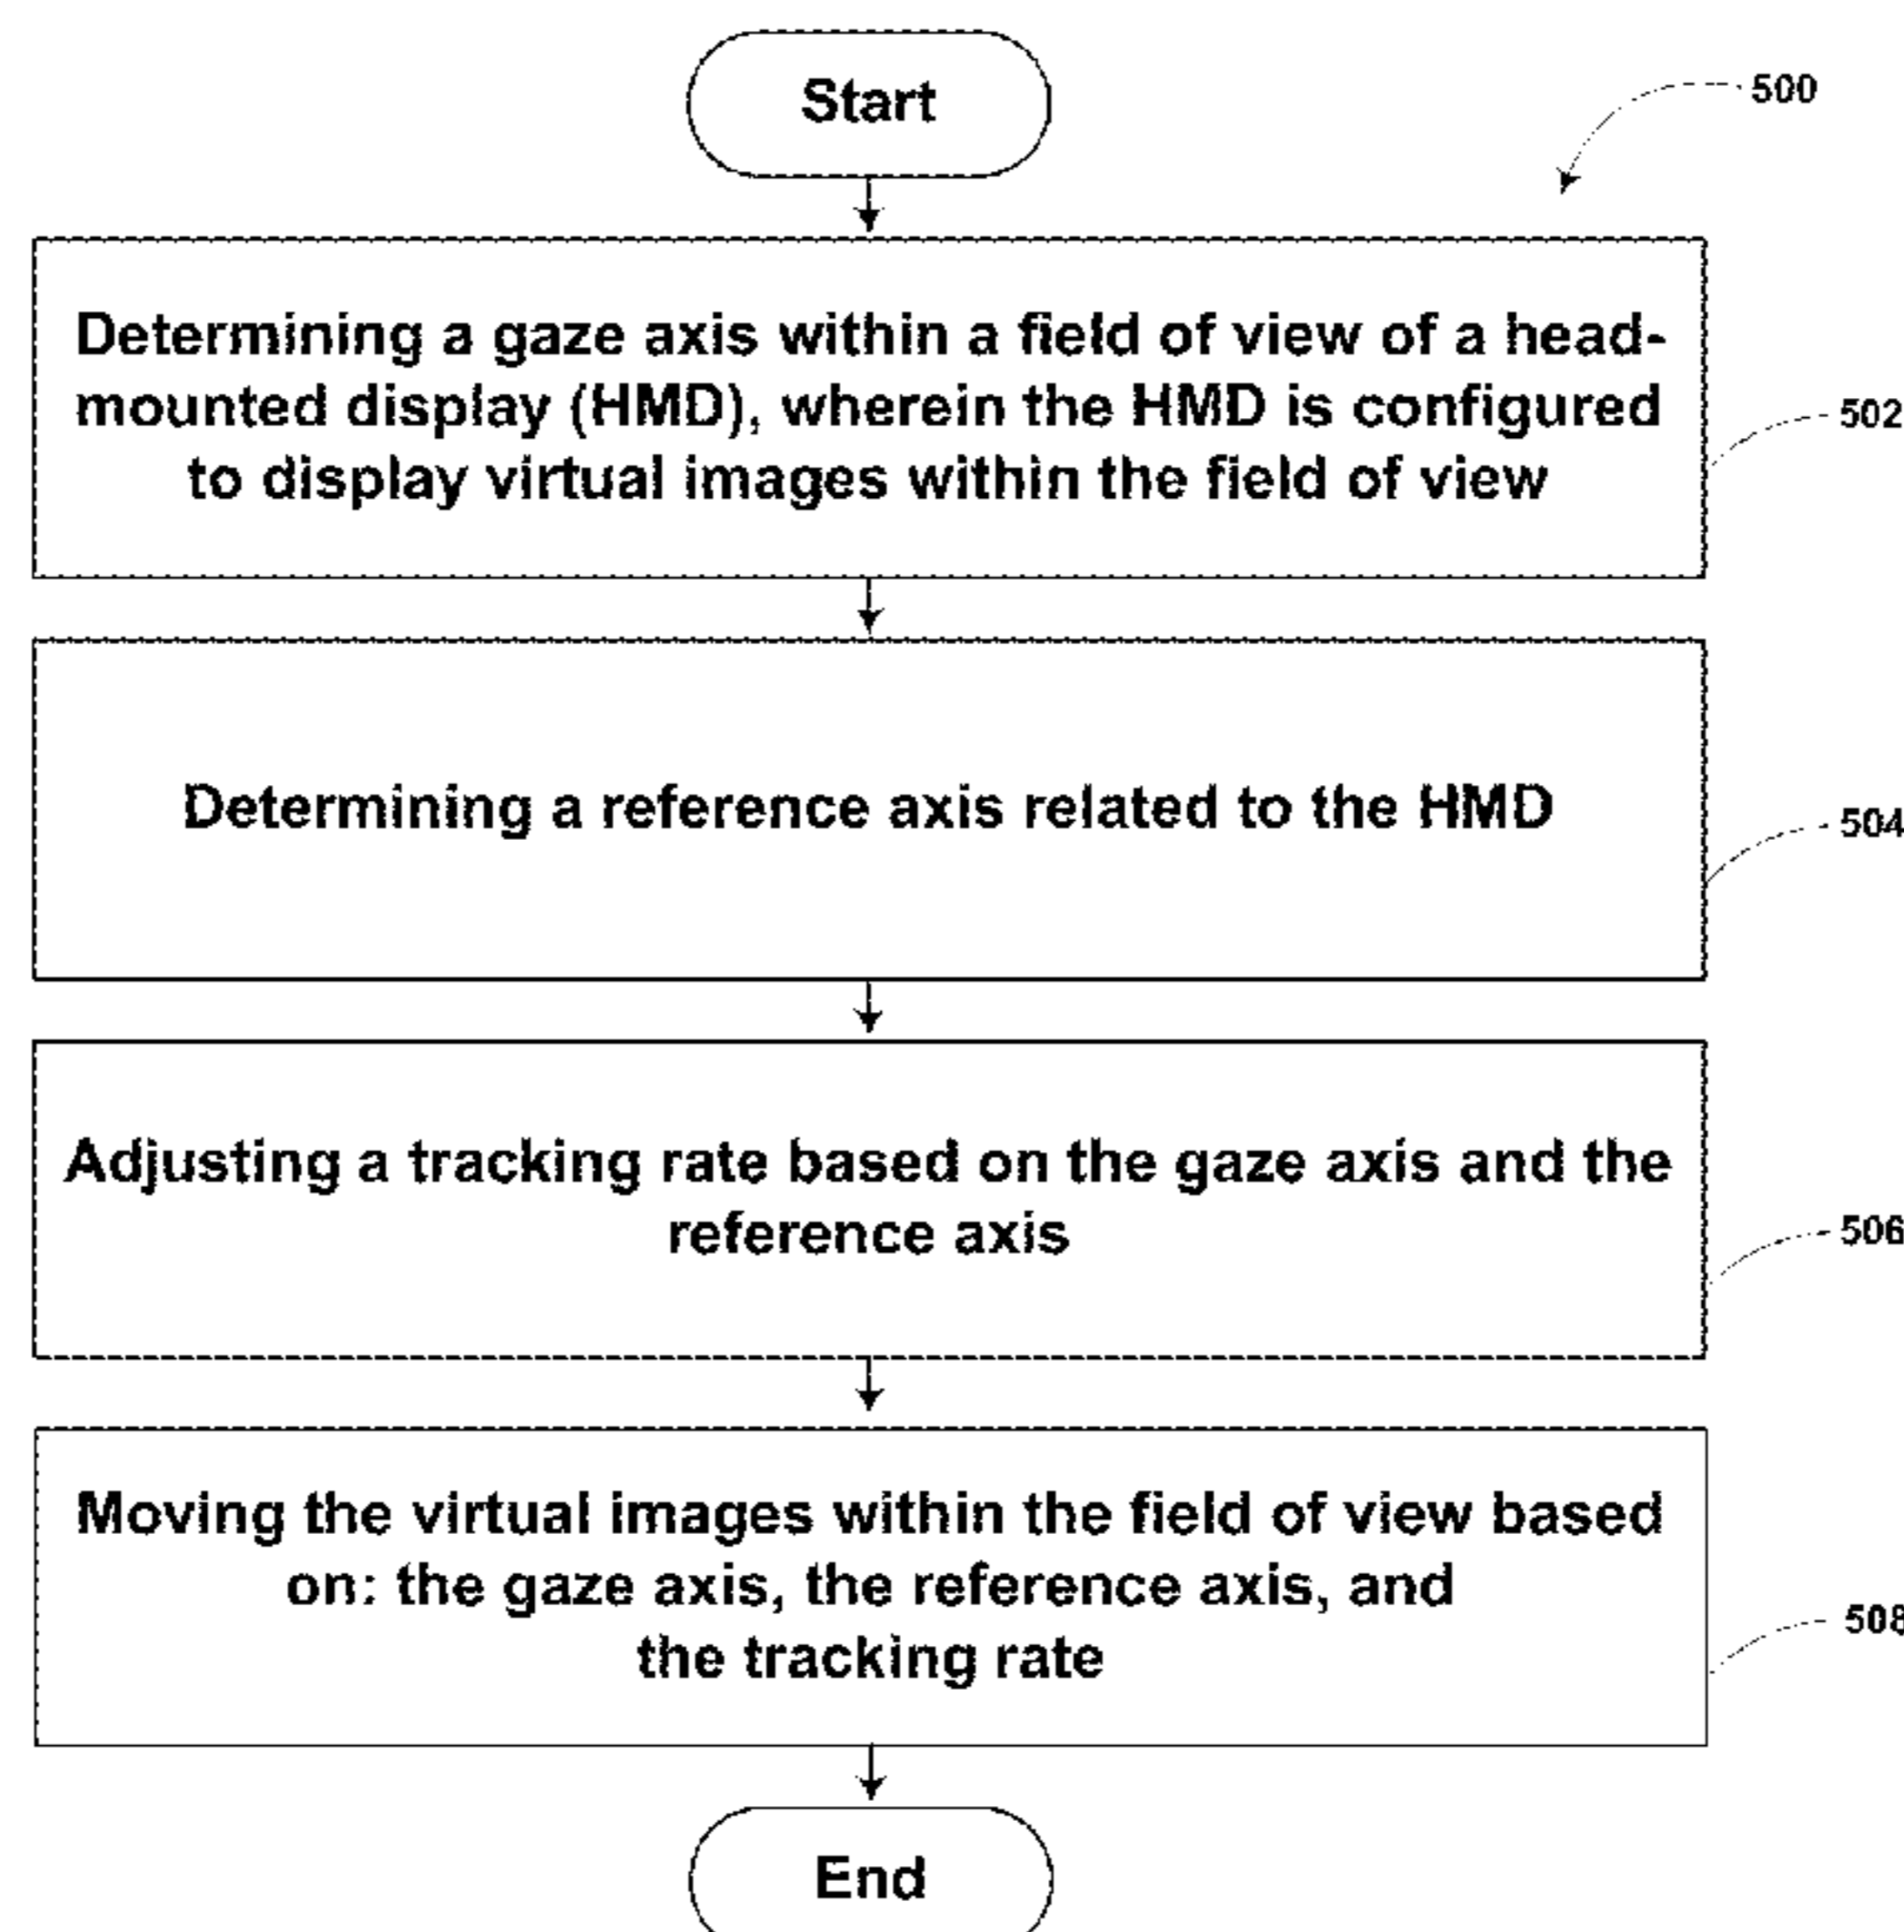 Start
500
Determining a gaze axis within a field of view of a head-
mounted display (HMD), wherein the HMD is configured
to display virtual images within the field of view
502
Determining a reference axis related to the HMD
504
Adjusting a tracking rate based on the gaze axis and the
reference axis
506
Moving the virtual images within the field of view based
on: the gaze axis, the reference axis, and
the tracking rate
508
End